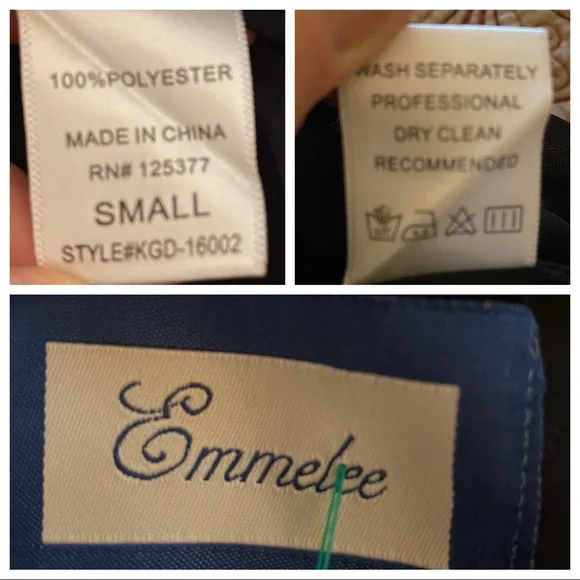 100%POLYESTER
MADE IN CHINA
RN# 125377
SMALL
STYLE#KGD-16002
WASH SEPARATELY
PROFESSIONAL
DRY CLEAN
RECOMMENDED
Emmelee